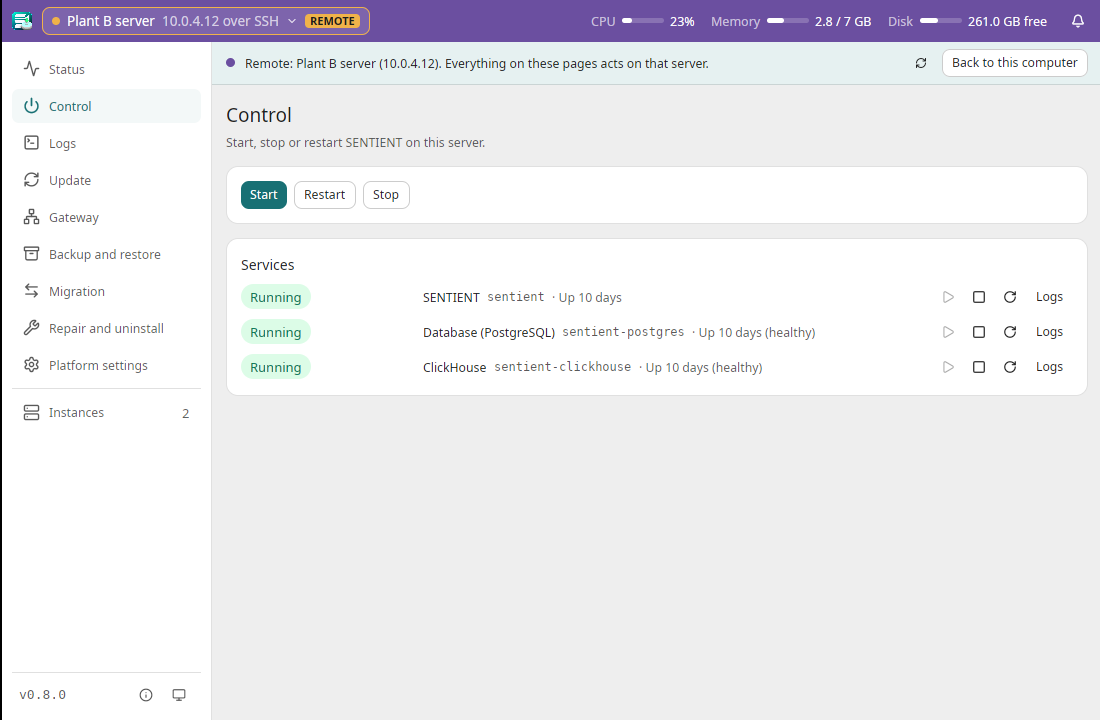 Plant B server 10.0.4.12 over SSH REMOTE CPU 23% Memory 2.8 / 7 GB Disk 261.0 GB free
Remote: Plant B server (10.0.4.12). Everything on these pages acts on that server. Back to this computer
Status
Control
Logs
Update
Gateway
Backup and restore
Migration
Repair and uninstall
Platform settings
Instances 2
v0.8.0
Control
Start, stop or restart SENTIENT on this server.
Start Restart Stop
Services
Running SENTIENT sentient · Up 10 days Logs
Running Database (PostgreSQL) sentient-postgres · Up 10 days (healthy) Logs
Running ClickHouse sentient-clickhouse · Up 10 days (healthy) Logs